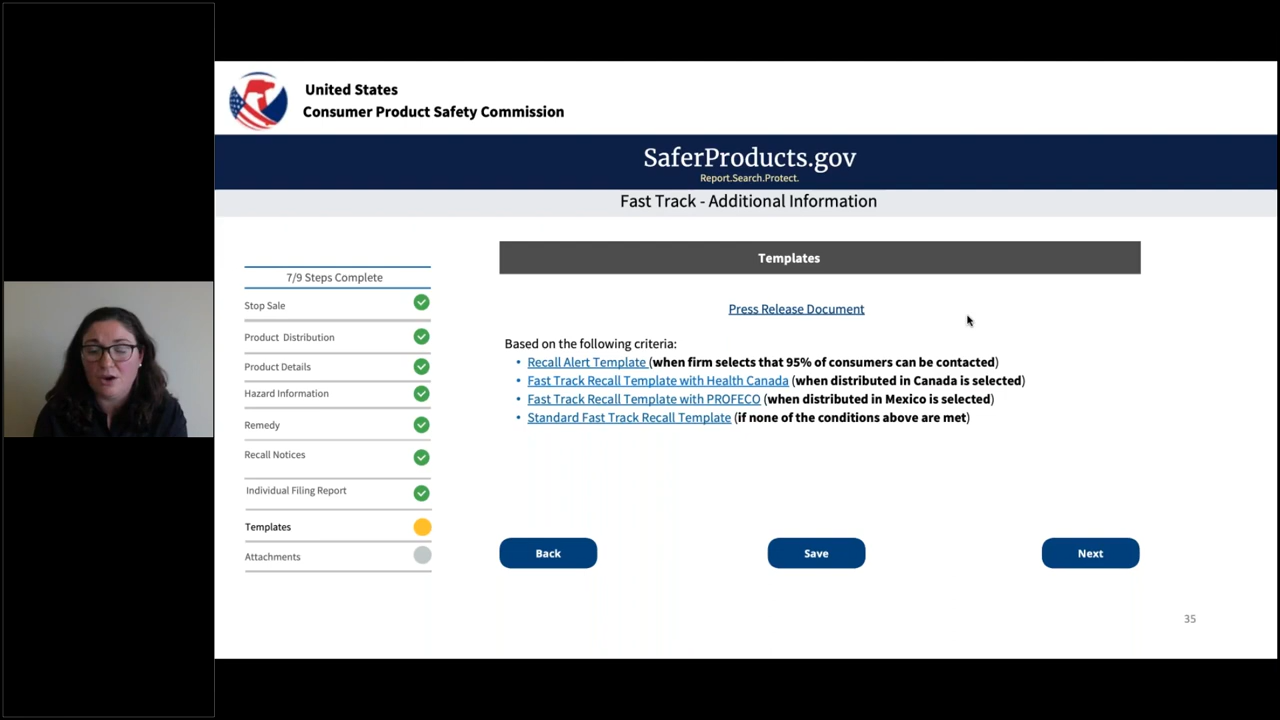 United States
Consumer Product Safety Commission
SaferProducts.gov
Report.Search.Protect.
Fast Track - Additional Information
7/9 Steps Complete
Stop Sale
Product Distribution
Product Details
Hazard Information
Remedy
Recall Notices
Individual Filing Report
Templates
Attachments
Templates
Press Release Document
Based on the following criteria:
• Recall Alert Template (when firm selects that 95% of consumers can be contacted)
• Fast Track Recall Template with Health Canada (when distributed in Canada is selected)
• Fast Track Recall Template with PROFECO (when distributed in Mexico is selected)
• Standard Fast Track Recall Template (if none of the conditions above are met)
Back
Save
Next
35